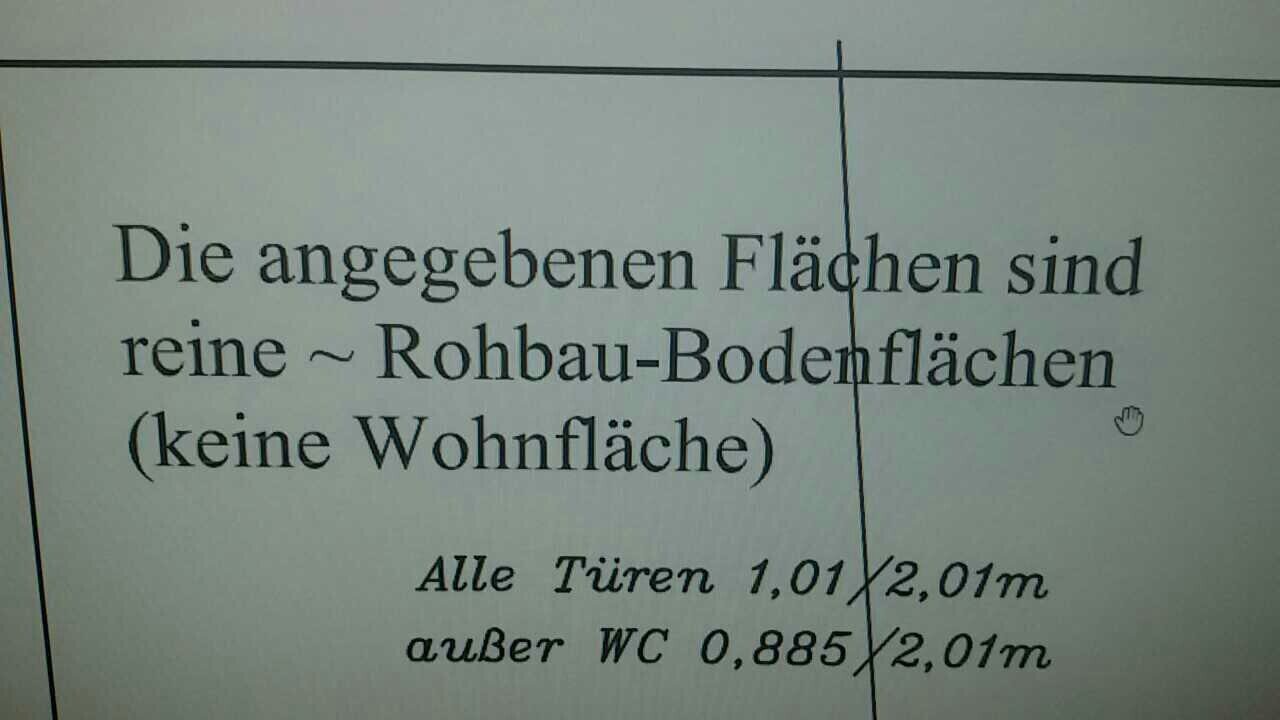 Die angegebenen Flächen sind
reine ~ Rohbau-Bodenflächen
(keine Wohnfläche)
Alle Türen 1,01/2,01m
außer WC 0,885/2,01m